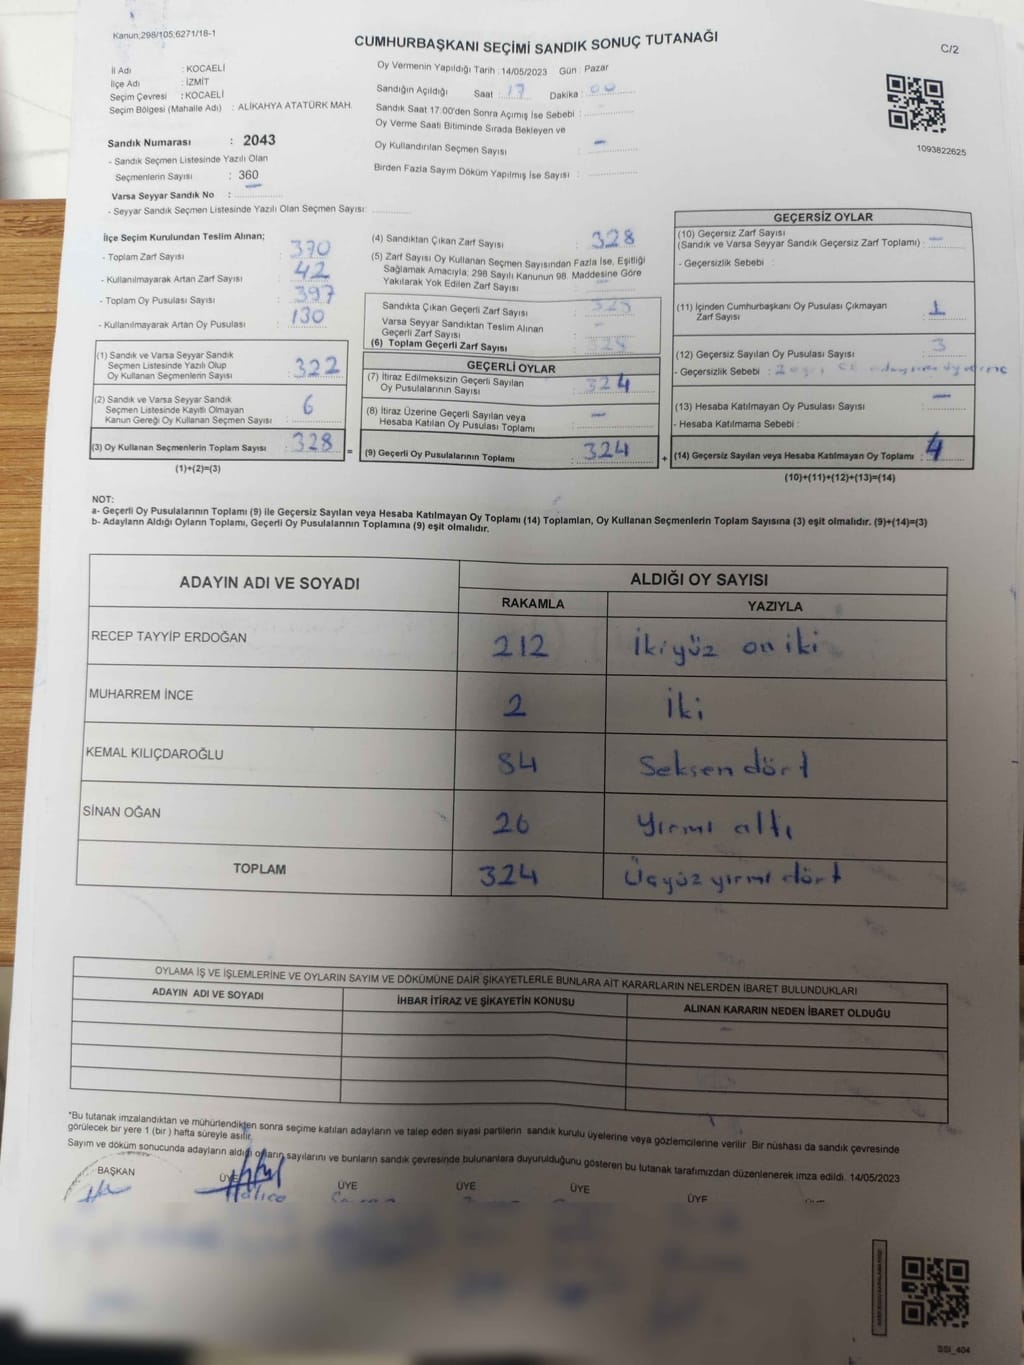 Kanun;298/105;6271/18-1
CUMHURBAŞKANI SEÇİMİ SANDIK SONUÇ TUTANAĞI
C/2
İl Adı : KOCAELİ
İlçe Adı : İZMİT
Seçim Çevresi : KOCAELİ
Seçim Bölgesi (Mahalle Adı) : ALİKAHYA ATATÜRK MAH.
Sandık Numarası : 2043
- Sandık Seçmen Listesinde Yazılı Olan
Seçmenlerin Sayısı : 360
Varsa Seyyar Sandık No :
- Seyyar Sandık Seçmen Listesinde Yazılı Olan Seçmen Sayısı:
Oy Vermenin Yapıldığı Tarih : 14/05/2023 Gün : Pazar
Sandığın Açıldığı Saat : 17 Dakika : 00
Sandık Saat 17.00'den Sonra Açımış İse Sebebi :
Oy Verme Saati Bitiminde Sırada Bekleyen ve
Oy Kullandırılan Seçmen Sayısı : —
Birden Fazla Sayım Döküm Yapılmış İse Sayısı :
1093822625
İlçe Seçim Kurulundan Teslim Alınan;
- Toplam Zarf Sayısı : 370
- Kullanılmayarak Artan Zarf Sayısı : 42
- Toplam Oy Pusulası Sayısı : 397
- Kullanılmayarak Artan Oy Pusulası : 130
(1) Sandık ve Varsa Seyyar Sandık
Seçmen Listesinde Yazılı Olup
Oy Kullanan Seçmenlerin Sayısı : 322
(2) Sandık ve Varsa Seyyar Sandık
Seçmen Listesinde Kayıtlı Olmayan
Kanun Gereği Oy Kullanan Seçmen Sayısı : 6
(3) Oy Kullanan Seçmenlerin Toplam Sayısı : 328
(1)+(2)=(3)
(4) Sandıktan Çıkan Zarf Sayısı : 328
(5) Zarf Sayısı Oy Kullanan Seçmen Sayısından Fazla İse, Eşitliği
Sağlamak Amacıyla; 298 Sayılı Kanunun 98. Maddesine Göre
Yakılarak Yok Edilen Zarf Sayısı : —
Sandıkta Çıkan Geçerli Zarf Sayısı : 328
Varsa Seyyar Sandıktan Teslim Alınan
Geçerli Zarf Sayısı : —
(6) Toplam Geçerli Zarf Sayısı : 328
GEÇERLİ OYLAR
(7) İtiraz Edilmeksizin Geçerli Sayılan
Oy Pusulalarının Sayısı : 324
(8) İtiraz Üzerine Geçerli Sayılan veya
Hesaba Katılan Oy Pusulaları Toplamı : —
= (9) Geçerli Oy Pusulalarının Toplamı : 324
GEÇERSİZ OYLAR
(10) Geçersiz Zarf Sayısı
(Sandık ve Varsa Seyyar Sandık Geçersiz Zarf Toplamı) : —
- Geçersizlik Sebebi :
(11) İçinden Cumhurbaşkanı Oy Pusulası Çıkmayan
Zarf Sayısı : 1
(12) Geçersiz Sayılan Oy Pusulası Sayısı : 3
- Geçersizlik Sebebi :
(13) Hesaba Katılmayan Oy Pusulası Sayısı : —
- Hesaba Katılmama Sebebi :
+ (14) Geçersiz Sayılan veya Hesaba Katılmayan Oy Toplamı : 4
(10)+(11)+(12)+(13)=(14)
NOT:
a- Geçerli Oy Pusulalarının Toplamı (9) ile Geçersiz Sayılan veya Hesaba Katılmayan Oy Toplamı (14) Toplamları, Oy Kullanan Seçmenlerin Toplam Sayısına (3) eşit olmalıdır. (9)+(14)=(3)
b- Adayların Aldığı Oyların Toplamı, Geçerli Oy Pusulalarının Toplamına (9) eşit olmalıdır.
ADAYIN ADI VE SOYADI ALDIĞI OY SAYISI
RAKAMLA YAZIYLA
RECEP TAYYİP ERDOĞAN 212 İkiyüz on iki
MUHARREM İNCE 2 İki
KEMAL KILIÇDAROĞLU 84 Seksen dört
SİNAN OĞAN 26 Yirmi altı
TOPLAM 324 Üçyüz yirmi dört
OYLAMA İŞ VE İŞLEMLERİNE VE OYLARIN SAYIM VE DÖKÜMÜNE DAİR ŞİKAYETLERLE BUNLARA AİT KARARLARIN NELERDEN İBARET BULUNDUKLARI
ADAYIN ADI VE SOYADI İHBAR İTİRAZ VE ŞİKAYETİN KONUSU ALINAN KARARIN NEDEN İBARET OLDUĞU
*Bu tutanak imzalandıktan ve mühürlendikten sonra seçime katılan adayların ve talep eden siyasi partilerin sandık kurulu üyelerine veya gözlemcilerine verilir. Bir nüshası da sandık çevresinde
görülecek bir yere 1 (bir) hafta süreyle asılır.
Sayım ve döküm sonucunda adayların aldığı oyların sayılarını ve bunların sandık çevresinde bulunanlara duyurulduğunu gösteren bu tutanak tarafımızdan düzenlenerek imza edildi. 14/05/2023
BAŞKAN ÜYE ÜYE ÜYE ÜYE ÜYE
SSI_404